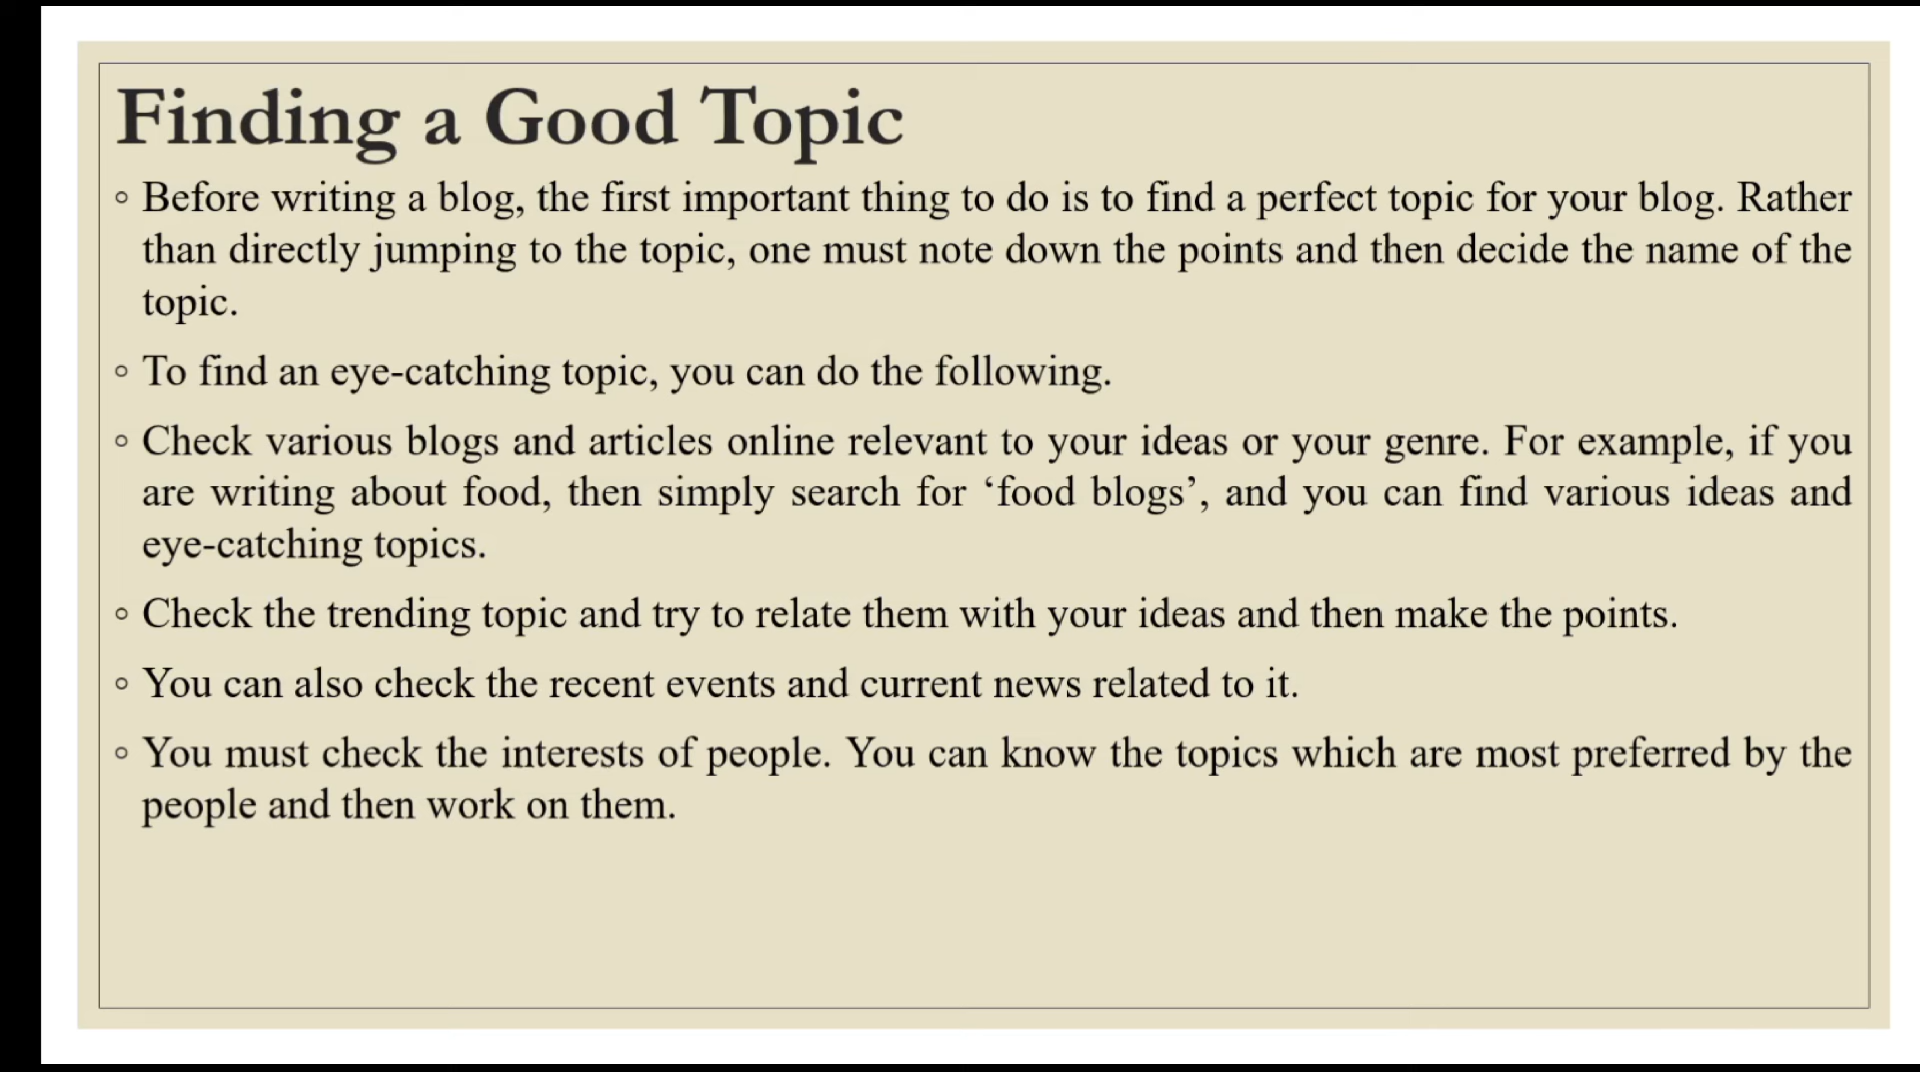 Finding a Good Topic
◦ Before writing a blog, the first important thing to do is to find a perfect topic for your blog. Rather
than directly jumping to the topic, one must note down the points and then decide the name of the
topic.
◦ To find an eye-catching topic, you can do the following.
◦ Check various blogs and articles online relevant to your ideas or your genre. For example, if you
are writing about food, then simply search for ‘food blogs’, and you can find various ideas and
eye-catching topics.
◦ Check the trending topic and try to relate them with your ideas and then make the points.
◦ You can also check the recent events and current news related to it.
◦ You must check the interests of people. You can know the topics which are most preferred by the
people and then work on them.